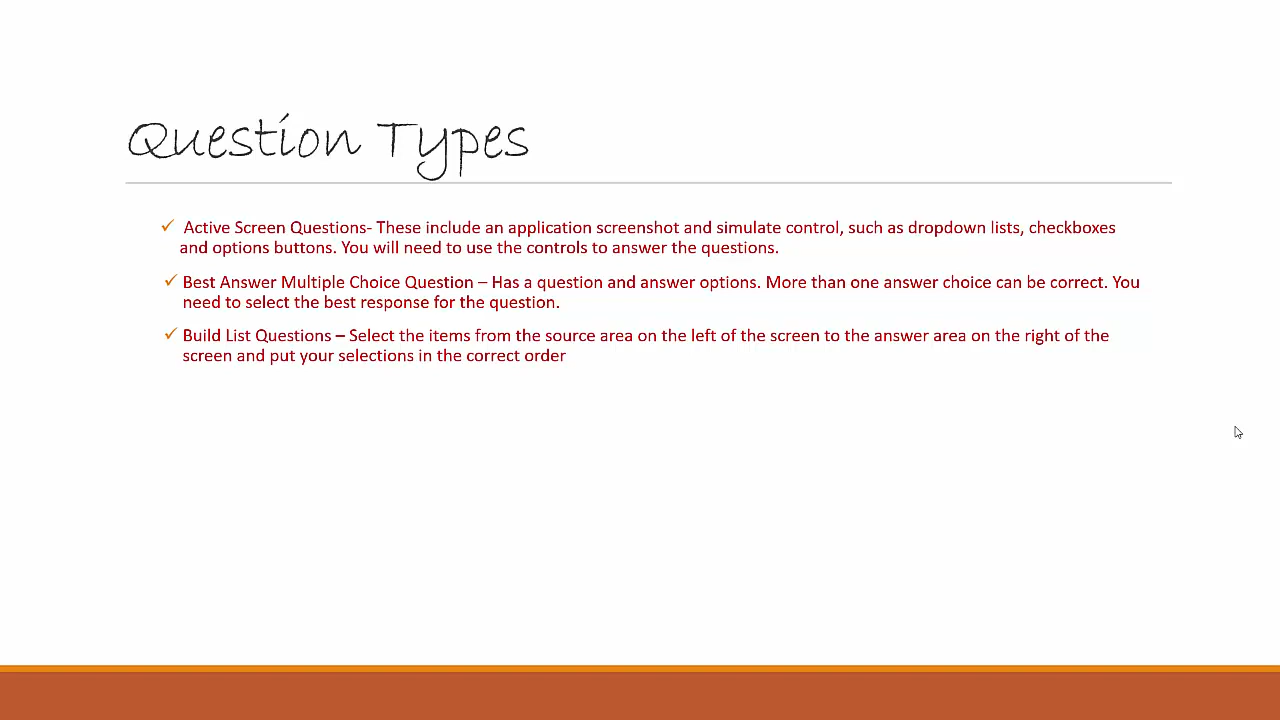 Question Types
✓ Active Screen Questions- These include an application screenshot and simulate control, such as dropdown lists, checkboxes
and options buttons. You will need to use the controls to answer the questions.
✓ Best Answer Multiple Choice Question – Has a question and answer options. More than one answer choice can be correct. You
need to select the best response for the question.
✓ Build List Questions – Select the items from the source area on the left of the screen to the answer area on the right of the
screen and put your selections in the correct order